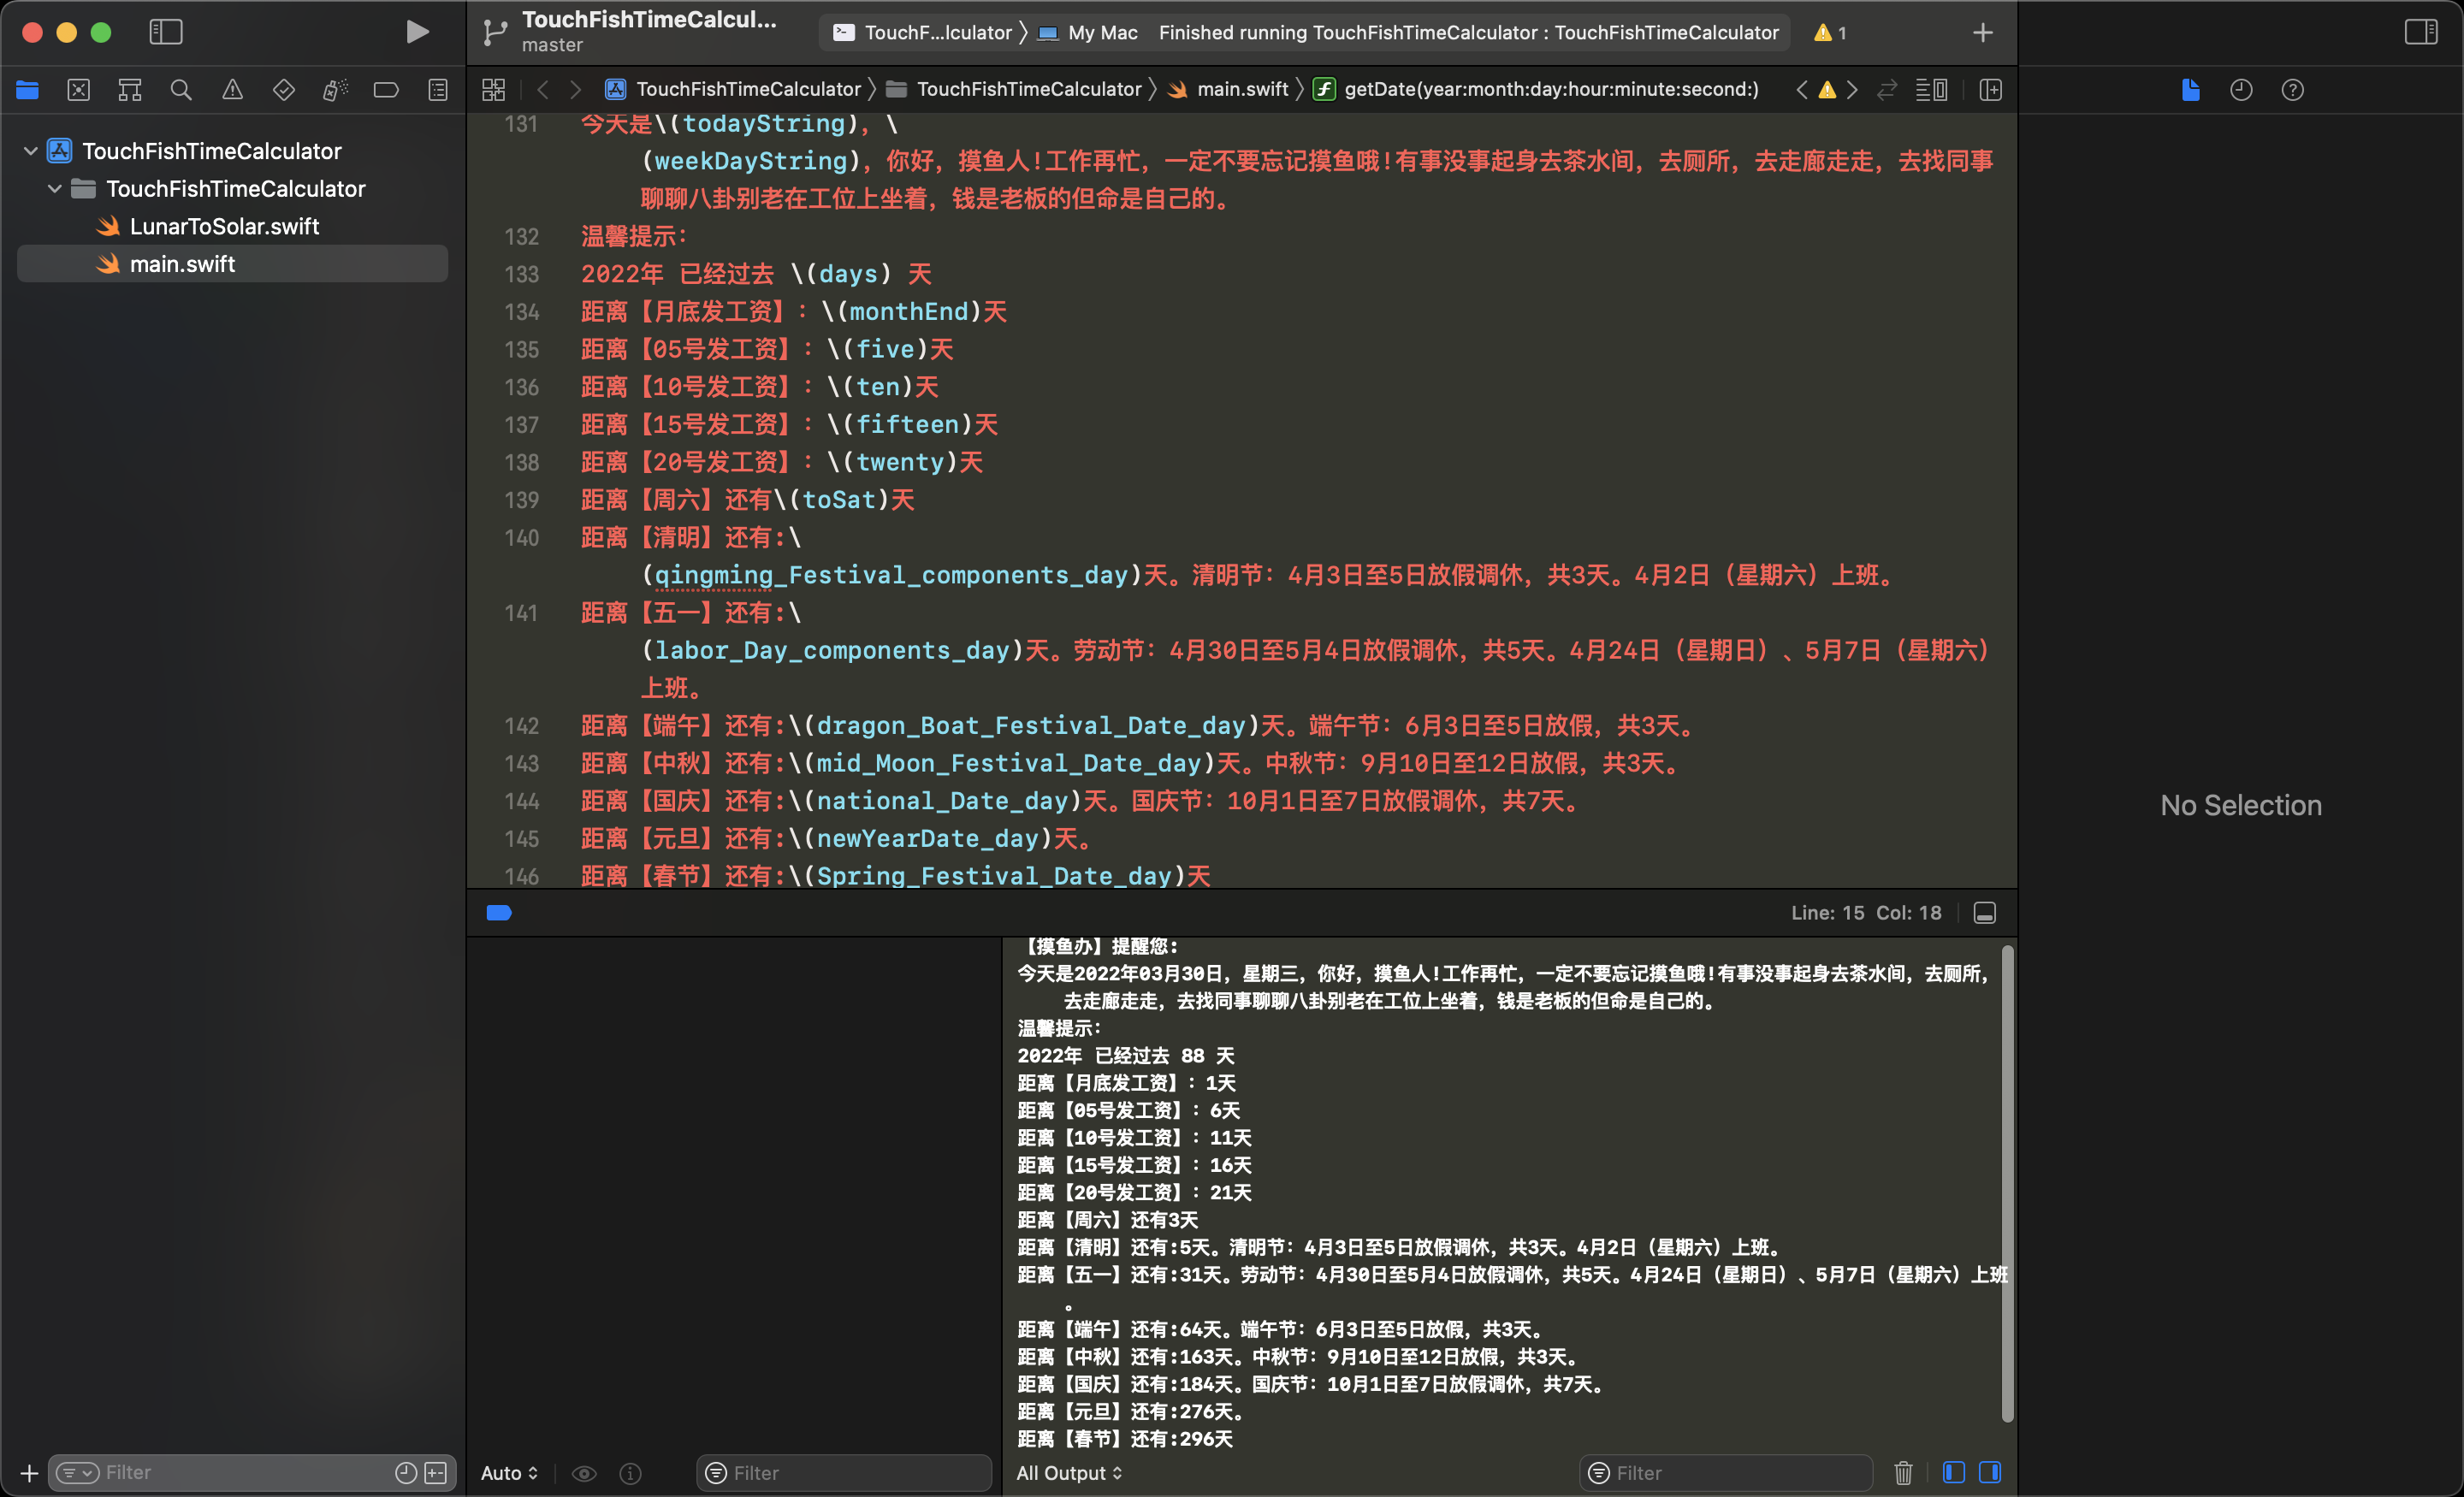 TouchFishTimeCalcul...
master
TouchF...lculator
My Mac
Finished running TouchFishTimeCalculator : TouchFishTimeCalculator
1
TouchFishTimeCalculator
TouchFishTimeCalculator
main.swift
getDate(year:month:day:hour:minute:second:)
TouchFishTimeCalculator
TouchFishTimeCalculator
LunarToSolar.swift
main.swift
Filter
131 今天是\(todayString)，\
(weekDayString)，你好，摸鱼人!工作再忙，一定不要忘记摸鱼哦!有事没事起身去茶水间，去厕所，去走廊走走，去找同事
聊聊八卦别老在工位上坐着，钱是老板的但命是自己的。
132 温馨提示：
133 2022年 已经过去 \(days) 天
134 距离【月底发工资】：\(monthEnd)天
135 距离【05号发工资】：\(five)天
136 距离【10号发工资】：\(ten)天
137 距离【15号发工资】：\(fifteen)天
138 距离【20号发工资】：\(twenty)天
139 距离【周六】还有\(toSat)天
140 距离【清明】还有:\
(qingming_Festival_components_day)天。清明节：4月3日至5日放假调休，共3天。4月2日（星期六）上班。
141 距离【五一】还有:\
(labor_Day_components_day)天。劳动节：4月30日至5月4日放假调休，共5天。4月24日（星期日）、5月7日（星期六）
上班。
142 距离【端午】还有:\(dragon_Boat_Festival_Date_day)天。端午节：6月3日至5日放假，共3天。
143 距离【中秋】还有:\(mid_Moon_Festival_Date_day)天。中秋节：9月10日至12日放假，共3天。
144 距离【国庆】还有:\(national_Date_day)天。国庆节：10月1日至7日放假调休，共7天。
145 距离【元旦】还有:\(newYearDate_day)天。
146 距离【春节】还有:\(Spring_Festival_Date_day)天
Line: 15 Col: 18
【摸鱼办】提醒您:
今天是2022年03月30日，星期三，你好，摸鱼人!工作再忙，一定不要忘记摸鱼哦!有事没事起身去茶水间，去厕所，
去走廊走走，去找同事聊聊八卦别老在工位上坐着，钱是老板的但命是自己的。
温馨提示：
2022年 已经过去 88 天
距离【月底发工资】：1天
距离【05号发工资】：6天
距离【10号发工资】：11天
距离【15号发工资】：16天
距离【20号发工资】：21天
距离【周六】还有3天
距离【清明】还有:5天。清明节：4月3日至5日放假调休，共3天。4月2日（星期六）上班。
距离【五一】还有:31天。劳动节：4月30日至5月4日放假调休，共5天。4月24日（星期日）、5月7日（星期六）上班
。
距离【端午】还有:64天。端午节：6月3日至5日放假，共3天。
距离【中秋】还有:163天。中秋节：9月10日至12日放假，共3天。
距离【国庆】还有:184天。国庆节：10月1日至7日放假调休，共7天。
距离【元旦】还有:276天。
距离【春节】还有:296天
Auto
Filter
All Output
Filter
No Selection